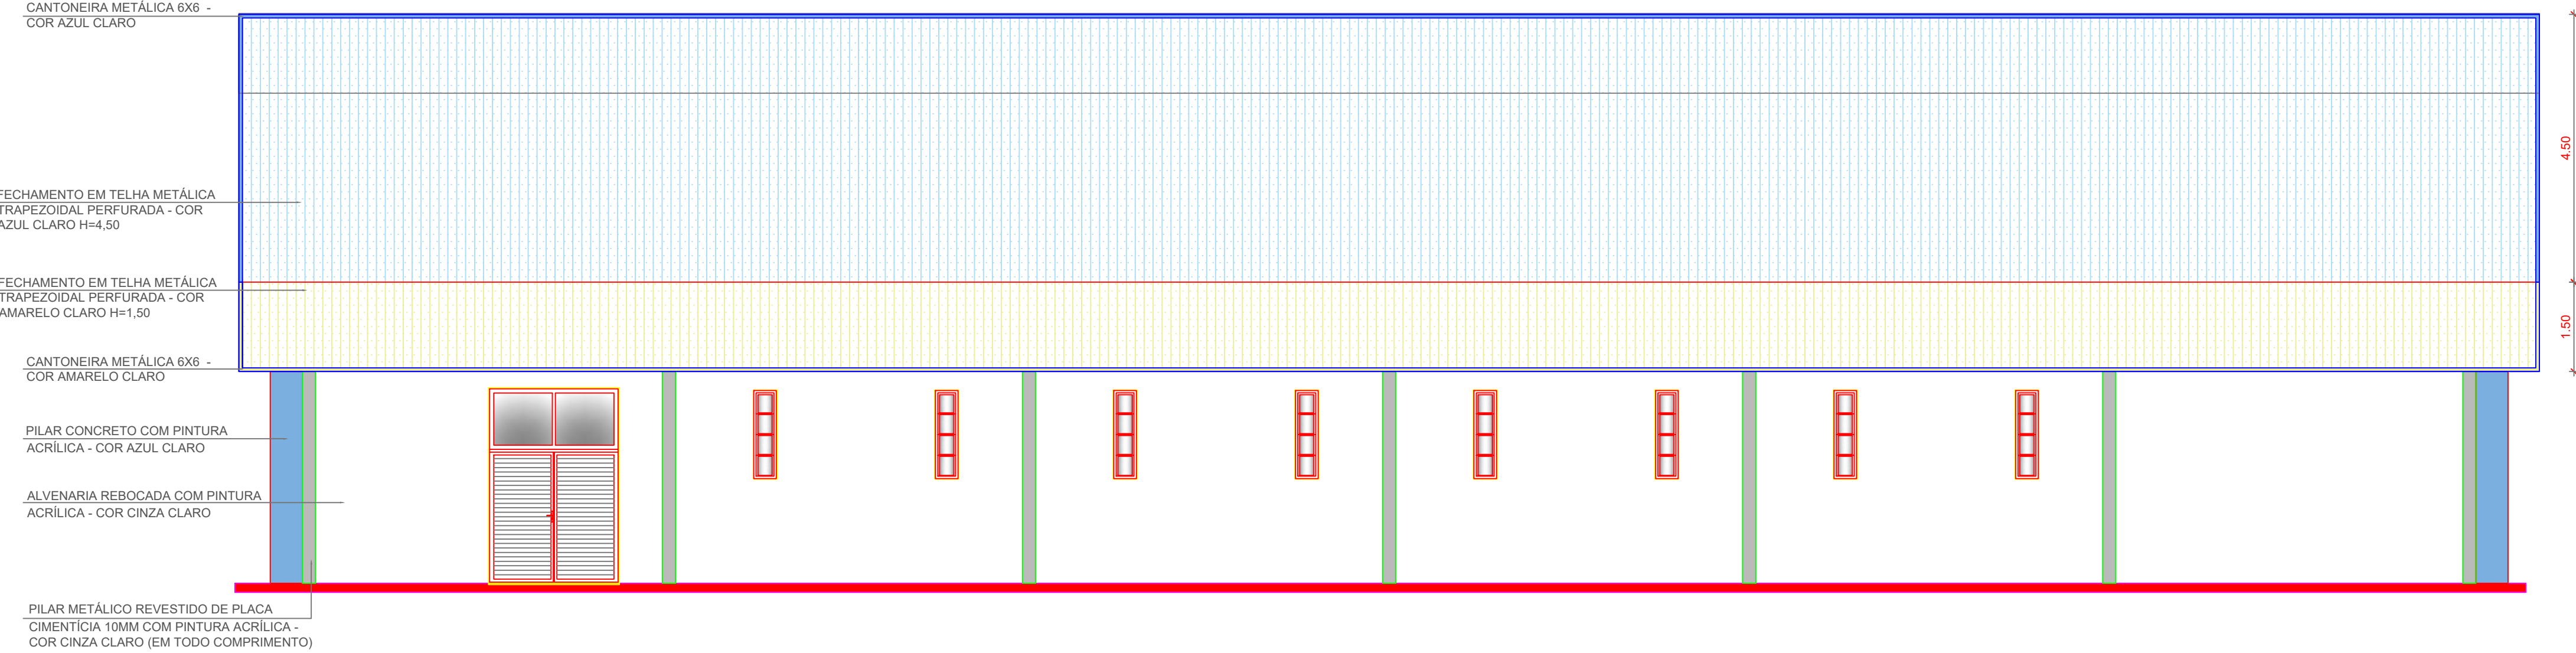 CANTONEIRA METÁLICA 6X6 -
COR AZUL CLARO
FECHAMENTO EM TELHA METÁLICA
TRAPEZOIDAL PERFURADA - COR
AZUL CLARO H=4,50
FECHAMENTO EM TELHA METÁLICA
TRAPEZOIDAL PERFURADA - COR
AMARELO CLARO H=1,50
CANTONEIRA METÁLICA 6X6 -
COR AMARELO CLARO
PILAR CONCRETO COM PINTURA
ACRÍLICA - COR AZUL CLARO
ALVENARIA REBOCADA COM PINTURA
ACRÍLICA - COR CINZA CLARO
PILAR METÁLICO REVESTIDO DE PLACA
CIMENTÍCIA 10MM COM PINTURA ACRÍLICA -
COR CINZA CLARO (EM TODO COMPRIMENTO)
4.50
1.50